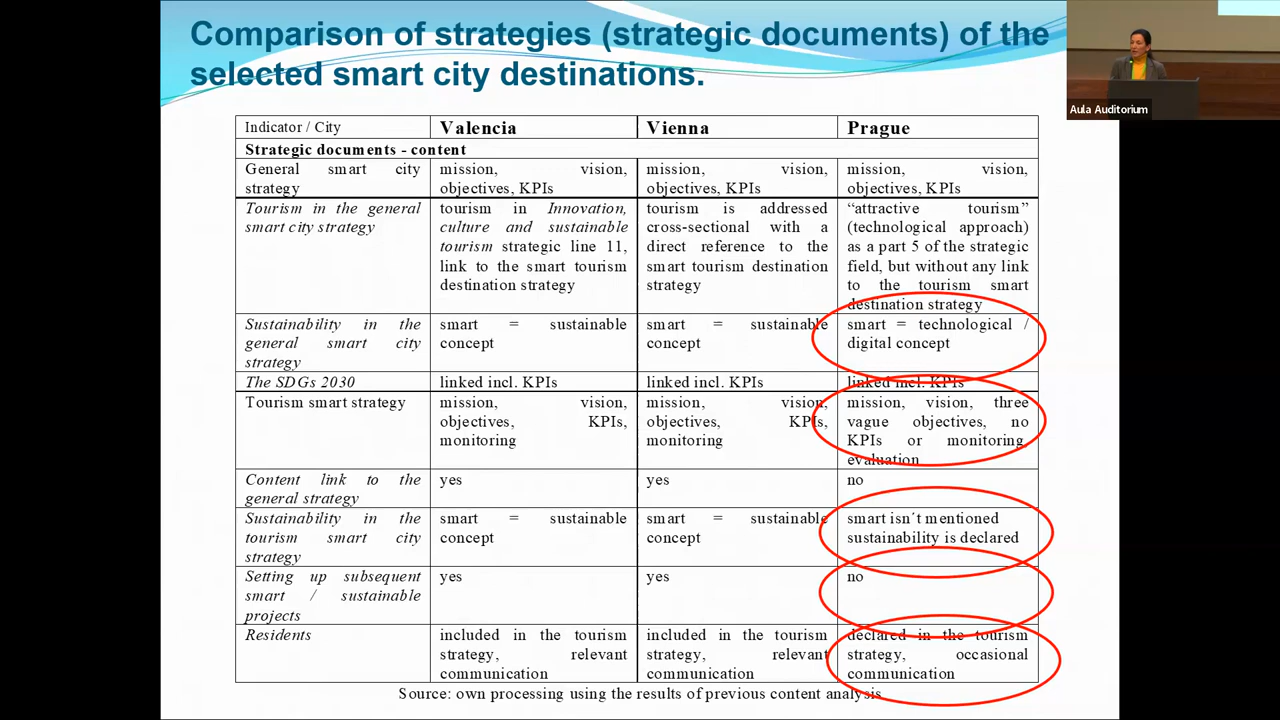 Comparison of strategies (strategic documents) of the
selected smart city destinations.
Aula Auditorium
Indicator / City Valencia Vienna Prague
Strategic documents - content
General smart city mission, vision, mission, vision, mission, vision,
strategy objectives, KPIs objectives, KPIs objectives, KPIs
Tourism in the general tourism in Innovation, tourism is addressed “attractive tourism”
smart city strategy culture and sustainable cross-sectional with a (technological approach)
tourism strategic line 11, direct reference to the as a part 5 of the strategic
link to the smart tourism smart tourism destination field, but without any link
destination strategy strategy to the tourism smart
destination strategy
Sustainability in the smart = sustainable smart = sustainable smart = technological /
general smart city concept concept digital concept
strategy
The SDGs 2030 linked incl. KPIs linked incl. KPIs linked incl. KPIs
Tourism smart strategy mission, vision, mission, vision, mission, vision, three
objectives, KPIs, objectives, KPIs, vague objectives, no
monitoring monitoring KPIs or monitoring
evaluation
Content link to the yes yes no
general strategy
Sustainability in the smart = sustainable smart = sustainable smart isn´t mentioned
tourism smart city concept concept sustainability is declared
strategy
Setting up subsequent yes yes no
smart / sustainable
projects
Residents included in the tourism included in the tourism declared in the tourism
strategy, relevant strategy, relevant strategy, occasional
communication communication communication
Source: own processing using the results of previous content analysis.